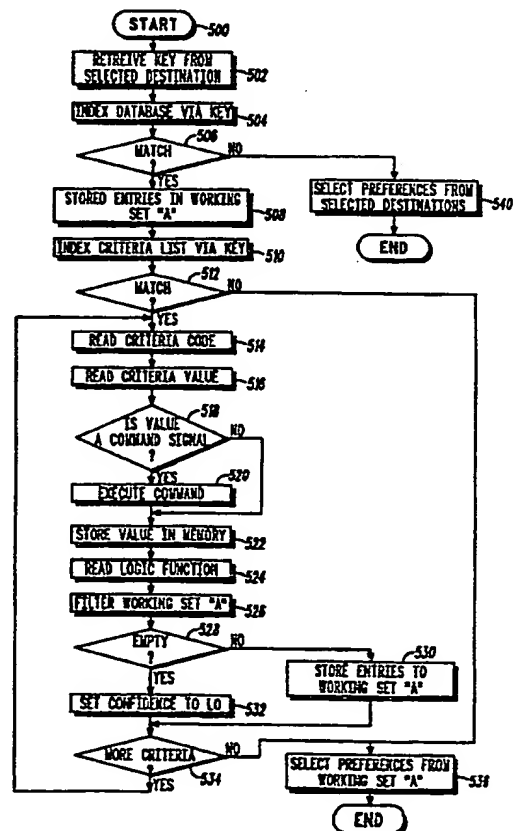 START
500
RETREIVE KEY FROM
SELECTED DESTINATION
502
INDEX DATABASE VIA KEY
504
506
MATCH
?
NO
YES
STORED ENTRIES IN WORKING
SET "A"
508
SELECT PREFERENCES FROM
SELECTED DESTINATIONS
540
END
INDEX CRITERIA LIST VIA KEY
510
512
MATCH
?
NO
YES
READ CRITERIA CODE
514
READ CRITERIA VALUE
516
518
IS VALUE
A COMMAND SIGNAL
?
NO
YES
520
EXECUTE COMMAND
STORE VALUE IN MEMORY
522
READ LOGIC FUNCTION
524
FILTER WORKING SET "A"
526
528
EMPTY
?
NO
YES
530
STORE ENTRIES TO
WORKING SET "A"
SET CONFIDENCE TO LO
532
MORE CRITERIA
?
NO
534
YES
SELECT PREFERENCES FROM
WORKING SET "A"
538
END